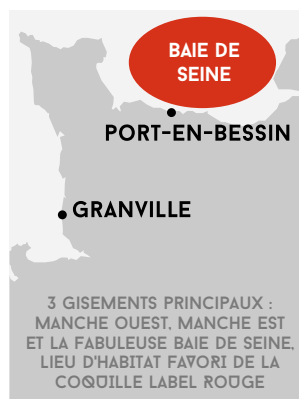 BAIE DE
SEINE
PORT-EN-BESSIN
GRANVILLE
3 GISEMENTS PRINCIPAUX :
MANCHE OUEST, MANCHE EST
ET LA FABULEUSE BAIE DE SEINE,
LIEU D'HABITAT FAVORI DE LA
COQUILLE LABEL ROUGE